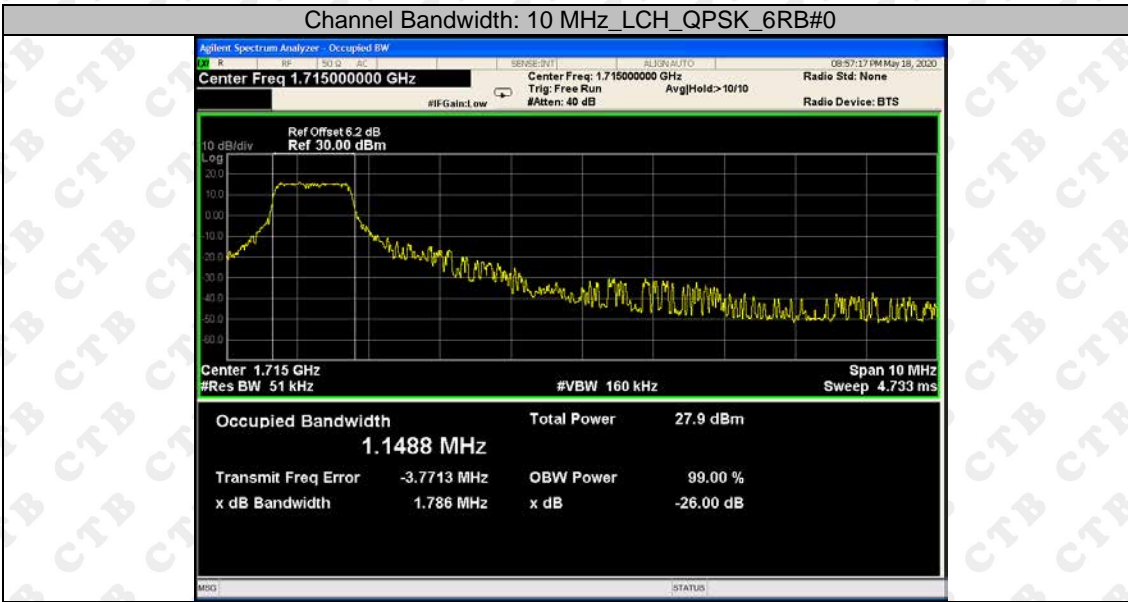 Channel Bandwidth: 10 MHz_LCH_QPSK_6RB#0
Agilent Spectrum Analyzer - Occupied BW
LXI R RF 50 Ω AC SENSE:INT ALIGN AUTO 08:57:17 PM May 18, 2020
Center Freq 1.715000000 GHz Center Freq: 1.715000000 GHz Radio Std: None
Trig: Free Run Avg|Hold:>10/10
#IFGain:Low #Atten: 40 dB Radio Device: BTS
Ref Offset 6.2 dB
10 dB/div Ref 30.00 dBm
Log
20.0
10.0
0.00
-10.0
-20.0
-30.0
-40.0
-50.0
-60.0
Center 1.715 GHz Span 10 MHz
#Res BW 51 kHz #VBW 160 kHz Sweep 4.733 ms
Occupied Bandwidth Total Power 27.9 dBm
1.1488 MHz
Transmit Freq Error -3.7713 MHz OBW Power 99.00 %
x dB Bandwidth 1.786 MHz x dB -26.00 dB
MSG STATUS
CTB